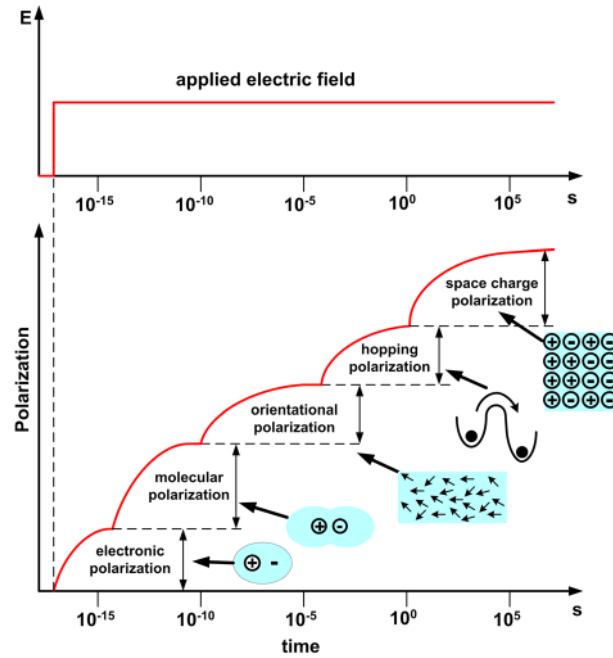 E
applied electric field
10⁻¹⁵ 10⁻¹⁰ 10⁻⁵ 10⁰ 10⁵ s
Polarization
space charge
polarization
hopping
polarization
orientational
polarization
molecular
polarization
electronic
polarization
+ - + -
+ - + -
+ - + -
+ - + -
+ -
+ -
10⁻¹⁵ 10⁻¹⁰ 10⁻⁵ 10⁰ 10⁵ s
time